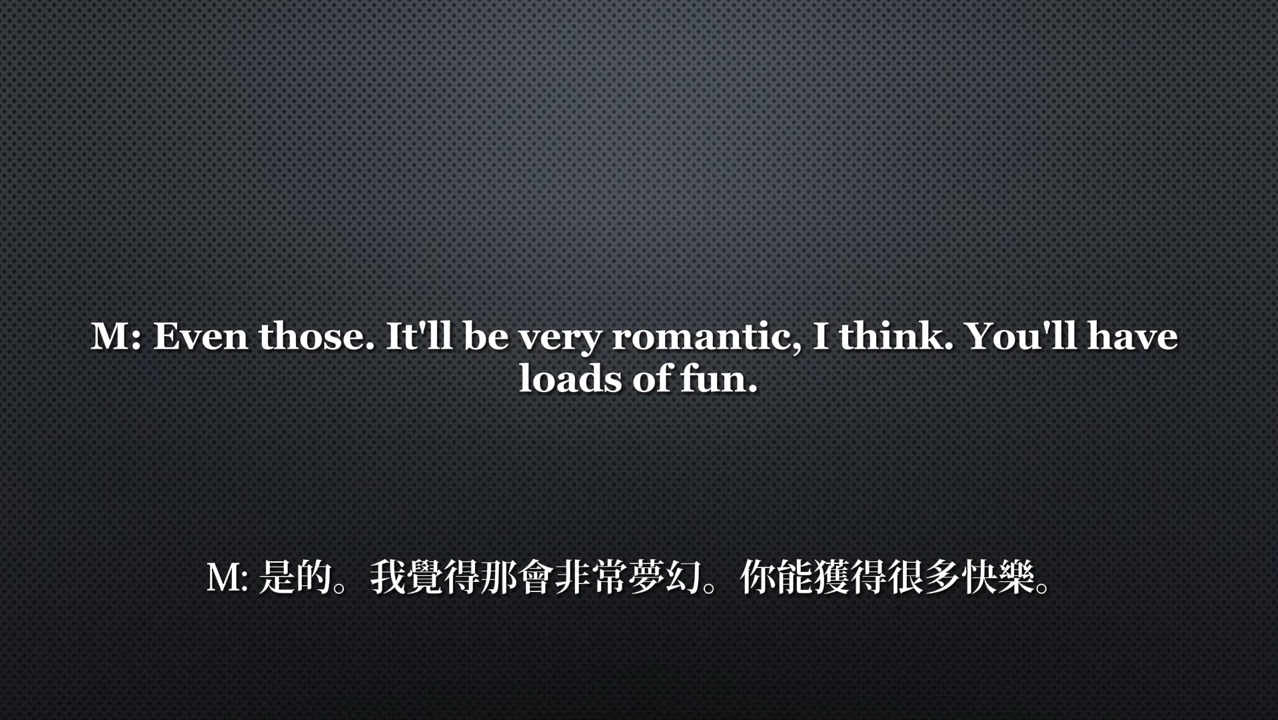 M: Even those. It'll be very romantic, I think. You'll have
loads of fun.
M: 是的。我覺得那會非常夢幻。你能獲得很多快樂。